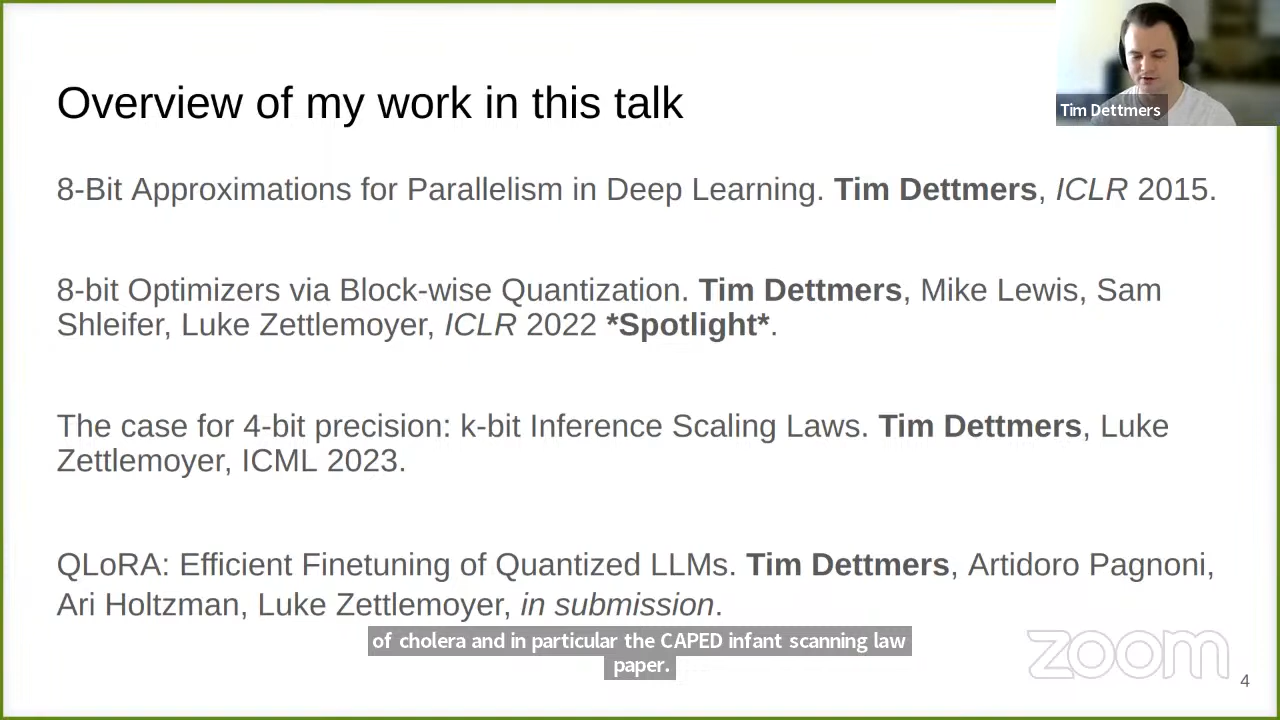 Overview of my work in this talk
Tim Dettmers
8-Bit Approximations for Parallelism in Deep Learning. Tim Dettmers, ICLR 2015.
8-bit Optimizers via Block-wise Quantization. Tim Dettmers, Mike Lewis, Sam
Shleifer, Luke Zettlemoyer, ICLR 2022 *Spotlight*.
The case for 4-bit precision: k-bit Inference Scaling Laws. Tim Dettmers, Luke
Zettlemoyer, ICML 2023.
QLoRA: Efficient Finetuning of Quantized LLMs. Tim Dettmers, Artidoro Pagnoni,
Ari Holtzman, Luke Zettlemoyer, in submission.
of cholera and in particular the CAPED infant scanning law
paper.
zoom
4